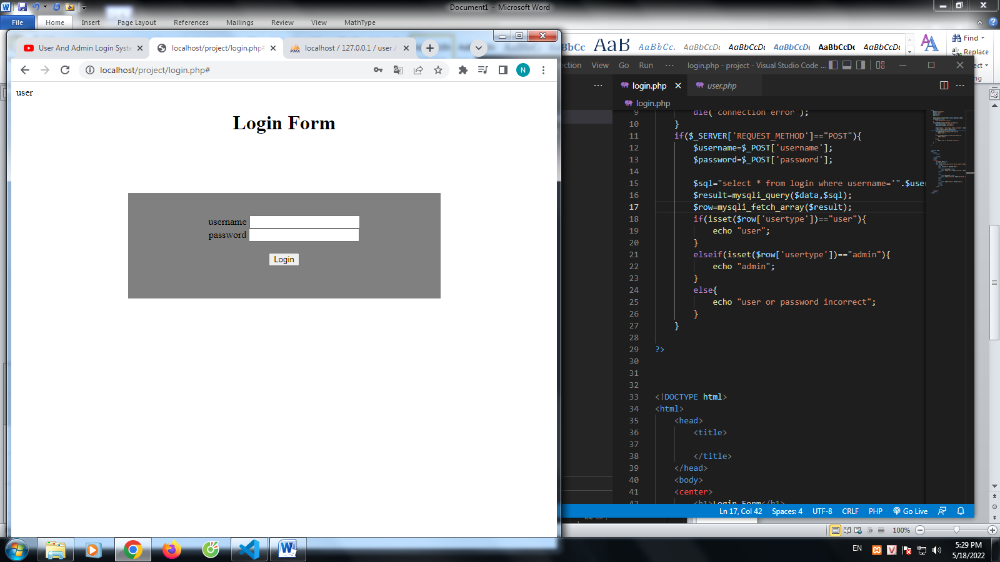 Document1 - Microsoft Word
File Home Insert Page Layout References Mailings Review View MathType
User And Admin Login Syste
localhost/project/login.php#
localhost / 127.0.0.1 / user /
localhost/project/login.php#
N
user
Login Form
username
password
Login
AaB AaBbCc. AaBbCcDc AaBbCcDc AaBbCcDc AaBbCcDc AaBbCcDc
Find
Replace
ection View Go Run ··· login.php - project - Visual Studio Code ...
login.php user.php
login.php
9 die("connection error");
10 }
11 if($_SERVER['REQUEST_METHOD']=="POST"){
12 $username=$_POST['username'];
13 $password=$_POST['password'];
14
15 $sql="select * from login where username='".$user
16 $result=mysqli_query($data,$sql);
17 $row=mysqli_fetch_array($result);
18 if(isset($row['usertype'])=="user"){
19 echo "user";
20 }
21 elseif(isset($row['usertype'])=="admin"){
22 echo "admin";
23 }
24 else{
25 echo "user or password incorrect";
26 }
27 }
28
29 ?>
30
31
32
33 <!DOCTYPE html>
34 <html>
35 <head>
36 <title>
37
38 </title>
39 </head>
40 <body>
41 <center>
42 <h1>Login Form</h1>
Ln 17, Col 42 Spaces: 4 UTF-8 CRLF PHP Go Live
100%
EN
5:29 PM
5/18/2022